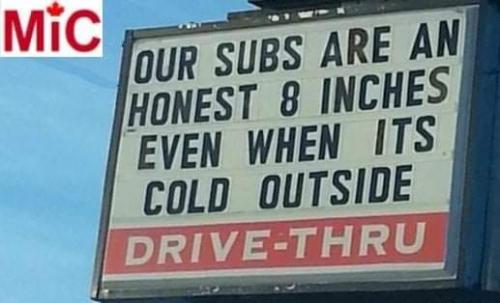 MiC
OUR SUBS ARE AN
HONEST 8 INCHES
EVEN WHEN ITS
COLD OUTSIDE
DRIVE-THRU